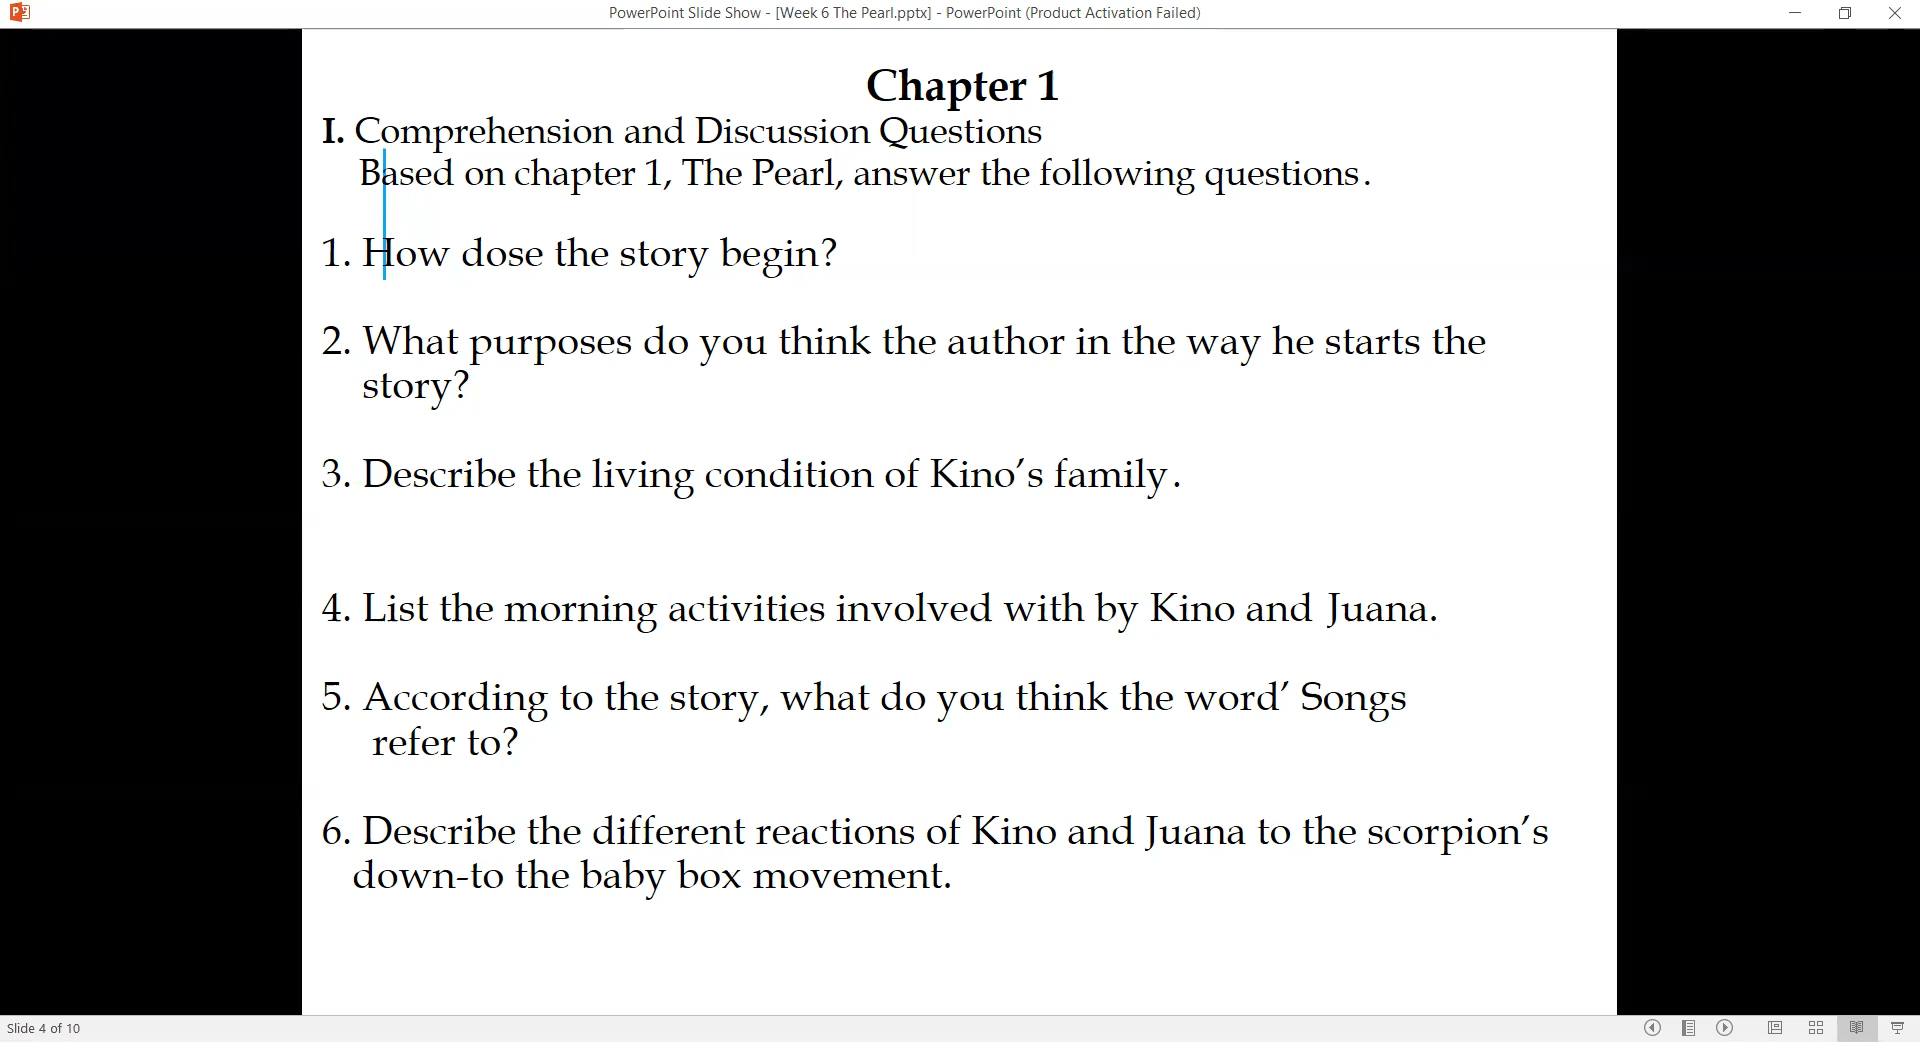 PowerPoint Slide Show - [Week 6 The Pearl.pptx] - PowerPoint (Product Activation Failed)
Chapter 1
I. Comprehension and Discussion Questions
Based on chapter 1, The Pearl, answer the following questions.
1. How dose the story begin?
2. What purposes do you think the author in the way he starts the
story?
3. Describe the living condition of Kino’s family.
4. List the morning activities involved with by Kino and Juana.
5. According to the story, what do you think the word’ Songs
refer to?
6. Describe the different reactions of Kino and Juana to the scorpion’s
down-to the baby box movement.
Slide 4 of 10